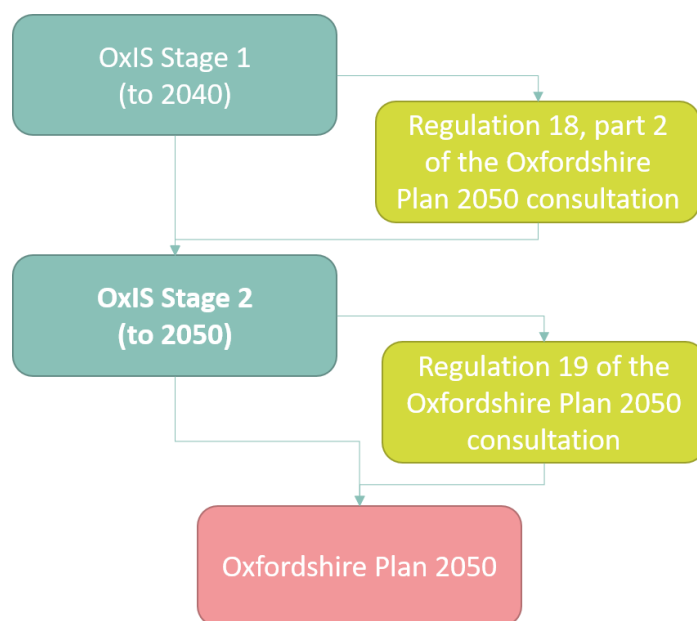 OxIS Stage 1
(to 2040)
Regulation 18, part 2
of the Oxfordshire
Plan 2050 consultation
OxIS Stage 2
(to 2050)
Regulation 19 of the
Oxfordshire Plan 2050
consultation
Oxfordshire Plan 2050